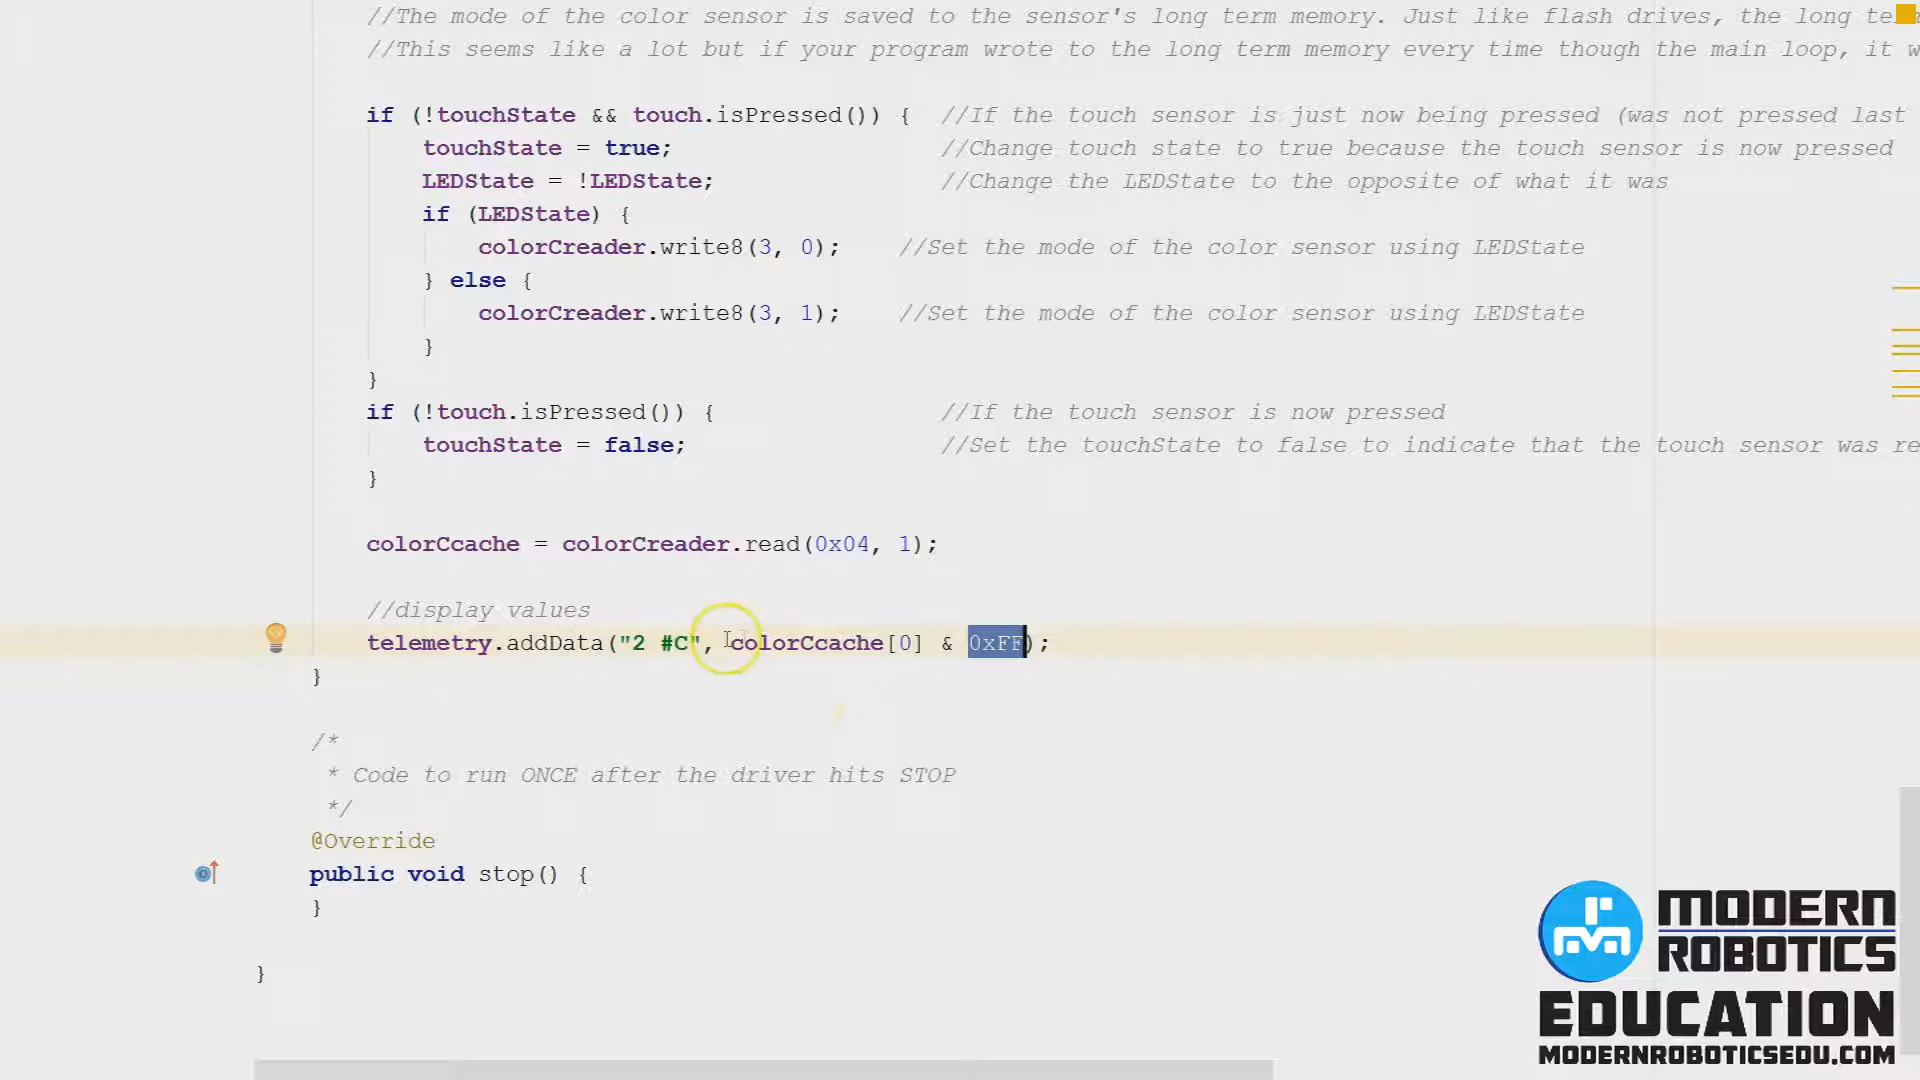 //The mode of the color sensor is saved to the sensor's long term memory. Just like flash drives, the long
//This seems like a lot but if your program wrote to the long term memory every time though the main loop, it
if (!touchState && touch.isPressed()) { //If the touch sensor is just now being pressed (was not pressed last
touchState = true; //Change touch state to true because the touch sensor is now pressed
LEDState = !LEDState; //Change the LEDState to the opposite of what it was
if (LEDState) {
colorCreader.write8(3, 0); //Set the mode of the color sensor using LEDState
} else {
colorCreader.write8(3, 1); //Set the mode of the color sensor using LEDState
}
}
if (!touch.isPressed()) { //If the touch sensor is now pressed
touchState = false; //Set the touchState to false to indicate that the touch sensor was
}
colorCcache = colorCreader.read(0x04, 1);
//display values
telemetry.addData("2 #C", colorCcache[0] & 0xFF);
}
/*
* Code to run ONCE after the driver hits STOP
*/
@Override
public void stop() {
}
}
MODERN
ROBOTICS
EDUCATION
MODERNROBOTICSEDU.COM